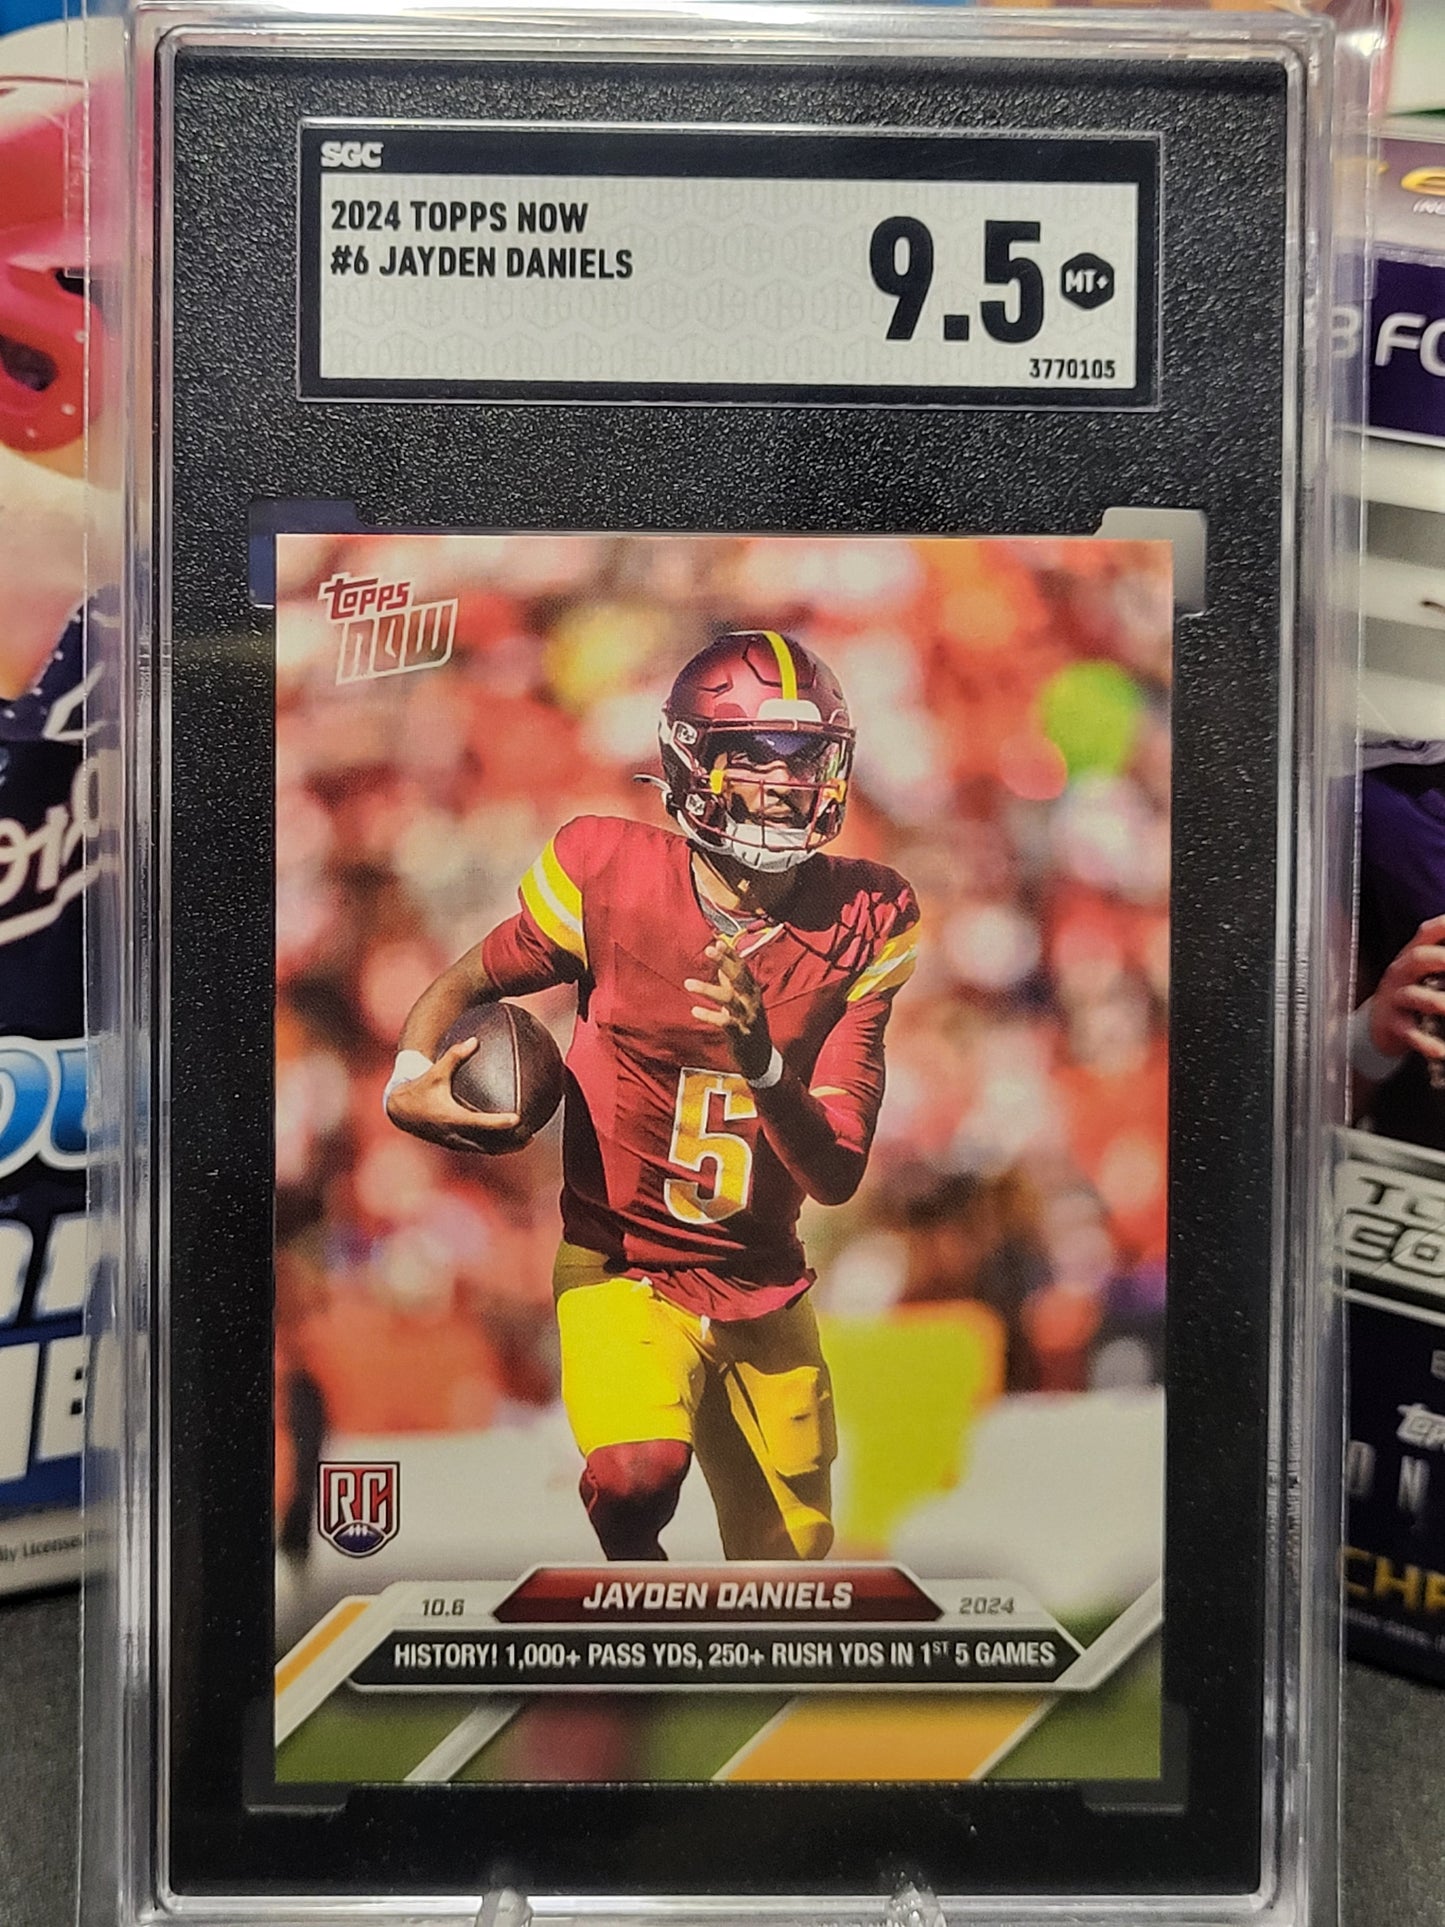 SGC
2024 TOPPS NOW
#6 JAYDEN DANIELS
9.5
MT+
3770105
topps
NOW
5
RC
JAYDEN DANIELS
10.6
2024
HISTORY! 1,000+ PASS YDS, 250+ RUSH YDS IN 1ST 5 GAMES